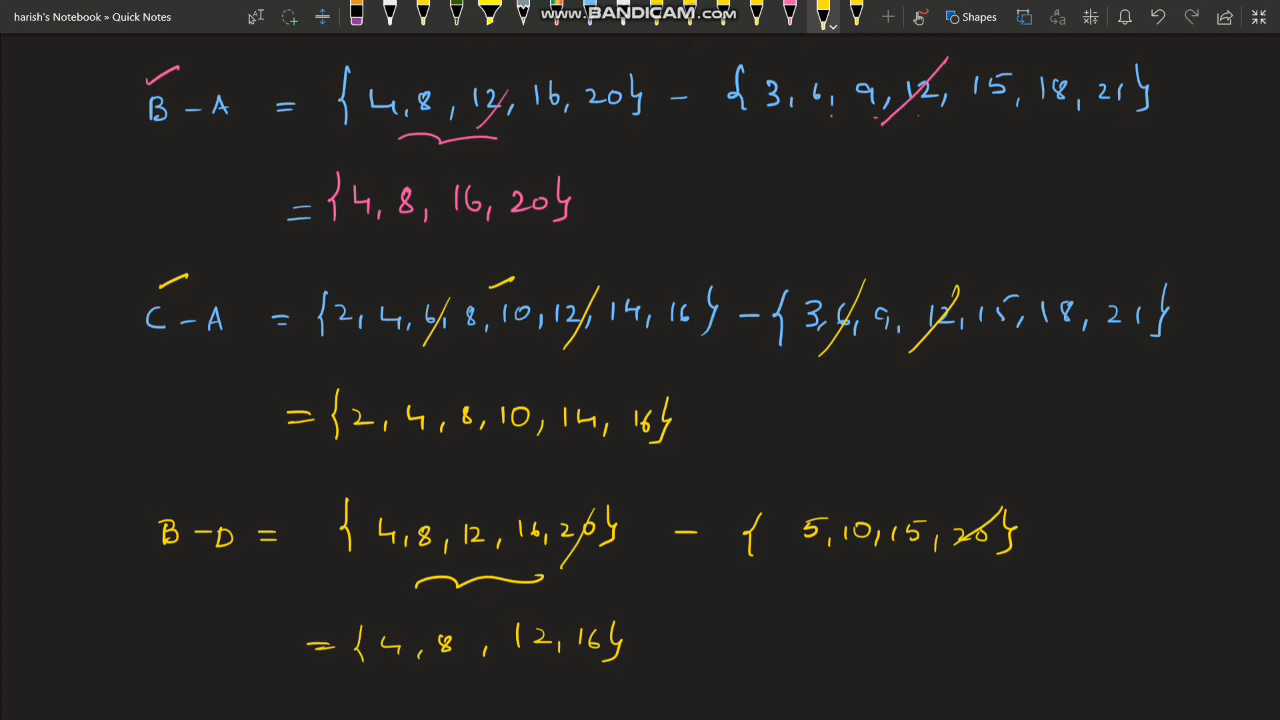 harish's Notebook » Quick Notes
www.BANDICAM.com
Shapes
B - A = {4, 8, 12, 16, 20} - {3, 6, 9, 12, 15, 18, 21}
= {4, 8, 16, 20}
C - A = {2, 4, 6, 8, 10, 12, 14, 16} - {3, 6, 9, 12, 15, 18, 21}
= {2, 4, 8, 10, 14, 16}
B - D = {4, 8, 12, 16, 20} - {5, 10, 15, 20}
= {4, 8, 12, 16}